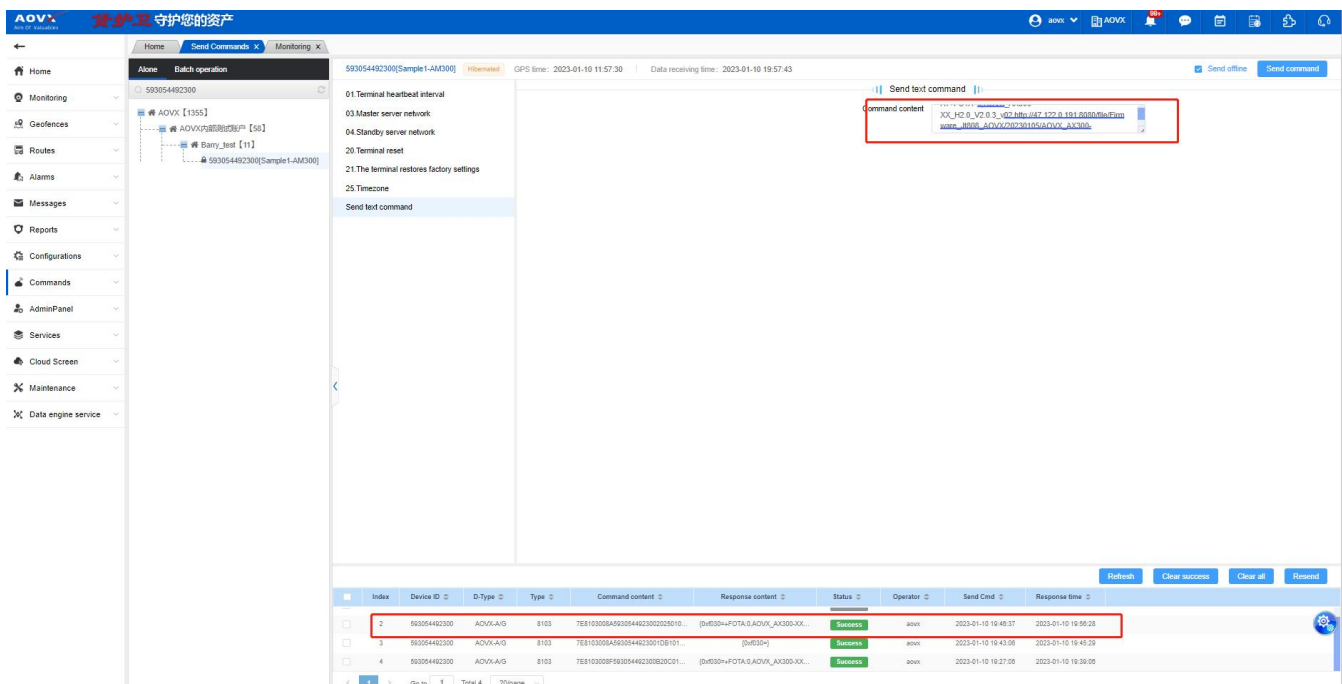 AOVX
货护卫 守护您的资产
aovx
AOVX
99+
Home
Send Commands ×
Monitoring ×
Home
Monitoring
Geofences
Routes
Alarms
Messages
Reports
Configurations
Commands
AdminPanel
Services
Cloud Screen
Maintenance
Data engine service
Alone Batch operation
593054492300
AOVX【1355】
AOVX内部测试账户【58】
Barry_test【11】
593054492300[Sample1-AM300]
593054492300[Sample1-AM300] Hibernated GPS time: 2023-01-10 11:57:30 Data receiving time: 2023-01-10 19:57:43
Send offline Send command
01.Terminal heartbeat interval
03.Master server network
04.Standby server network
20.Terminal reset
21.The terminal restores factory settings
25.Timezone
Send text command
Send text command
Command content
XX_H2.0_V2.0.3_v02,http://47.122.0.191:8080/file/Firm
ware_Jt808_AOVX/20230105/AOVX_AX300-
Refresh Clear success Clear all Resend
Index Device ID D-Type Type Command content Response content Status Operator Send Cmd Response time
2 593054492300 AOVX-A/G 8103 7E8103008A5930544923002025010... {0xf030=+FOTA:0,AOVX_AX300-XX... Success aovx 2023-01-10 19:46:37 2023-01-10 19:56:28
3 593054492300 AOVX-A/G 8103 7E8103008A5930544923001DB101... {0xf030=} Success aovx 2023-01-10 19:43:06 2023-01-10 19:45:29
4 593054492300 AOVX-A/G 8103 7E8103008F593054492300B20C01... {0xf030=+FOTA:0,AOVX_AX300-XX... Success aovx 2023-01-10 19:27:06 2023-01-10 19:39:06
1 Go to 1 Total 4 20/page